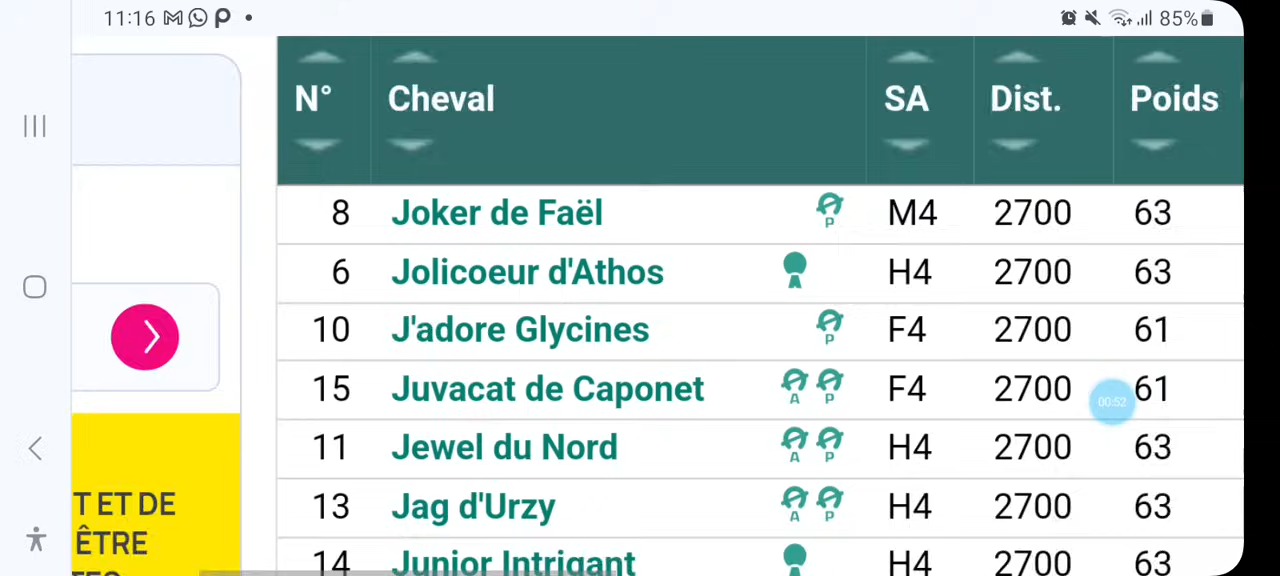 11:16 85%
N° Cheval SA Dist. Poids
8 Joker de Faël P M4 2700 63
6 Jolicoeur d'Athos H4 2700 63
10 J'adore Glycines P F4 2700 61
15 Juvacat de Caponet A P F4 2700 61
00:52
11 Jewel du Nord A P H4 2700 63
13 Jag d'Urzy A P H4 2700 63
14 Junior Intrigant H4 2700 63
T ET DE
ÊTRE